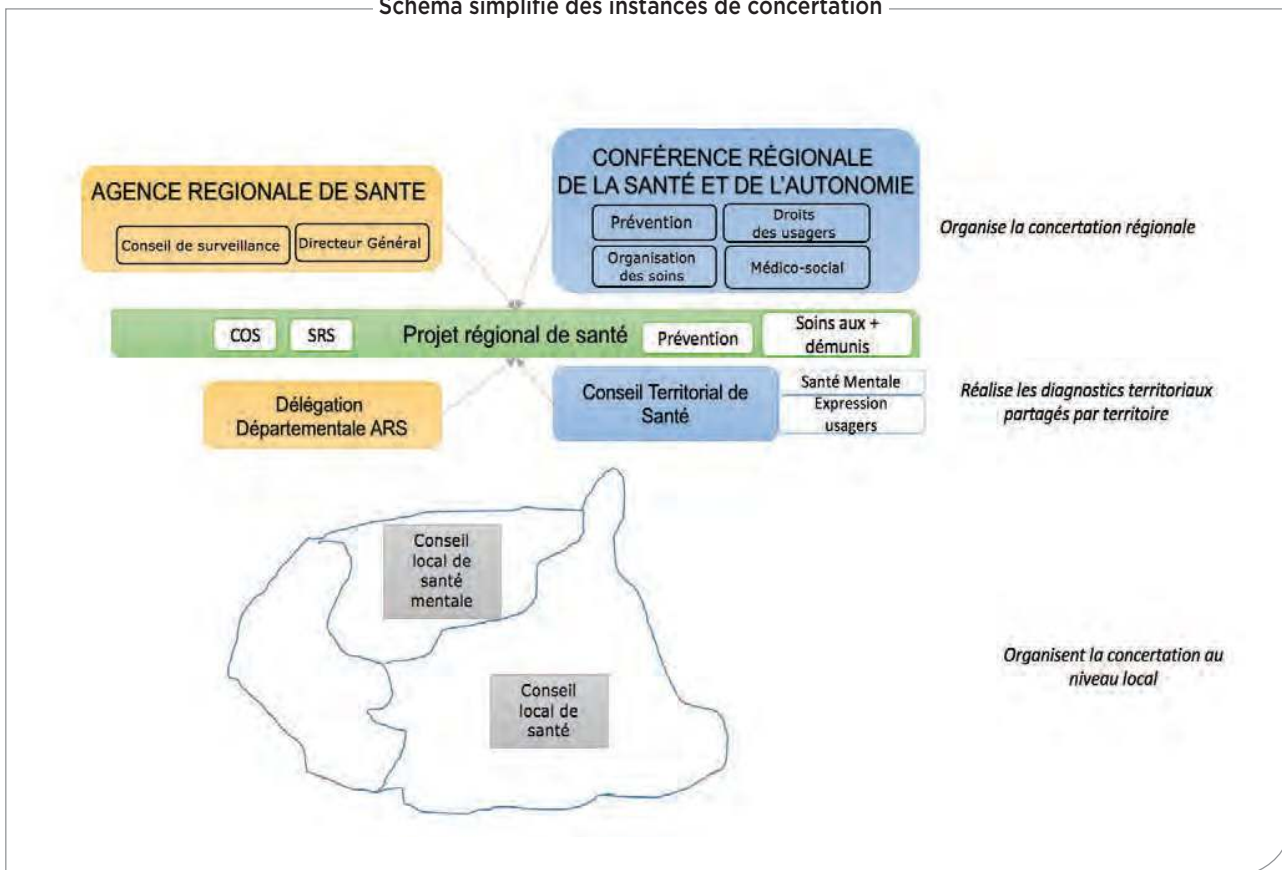 Schéma simplifié des instances de concertation
AGENCE REGIONALE DE SANTE
Conseil de surveillance
Directeur Général
CONFÉRENCE RÉGIONALE
DE LA SANTÉ ET DE L'AUTONOMIE
Prévention
Droits
des usagers
Organisation
des soins
Médico-social
Organise la concertation régionale
COS
SRS
Projet régional de santé
Prévention
Soins aux +
démunis
Délégation
Départementale ARS
Conseil Territorial de
Santé
Santé Mentale
Expression
usagers
Réalise les diagnostics territoriaux
partagés par territoire
Conseil
local de
santé
mentale
Conseil
local de
santé
Organisent la concertation au
niveau local